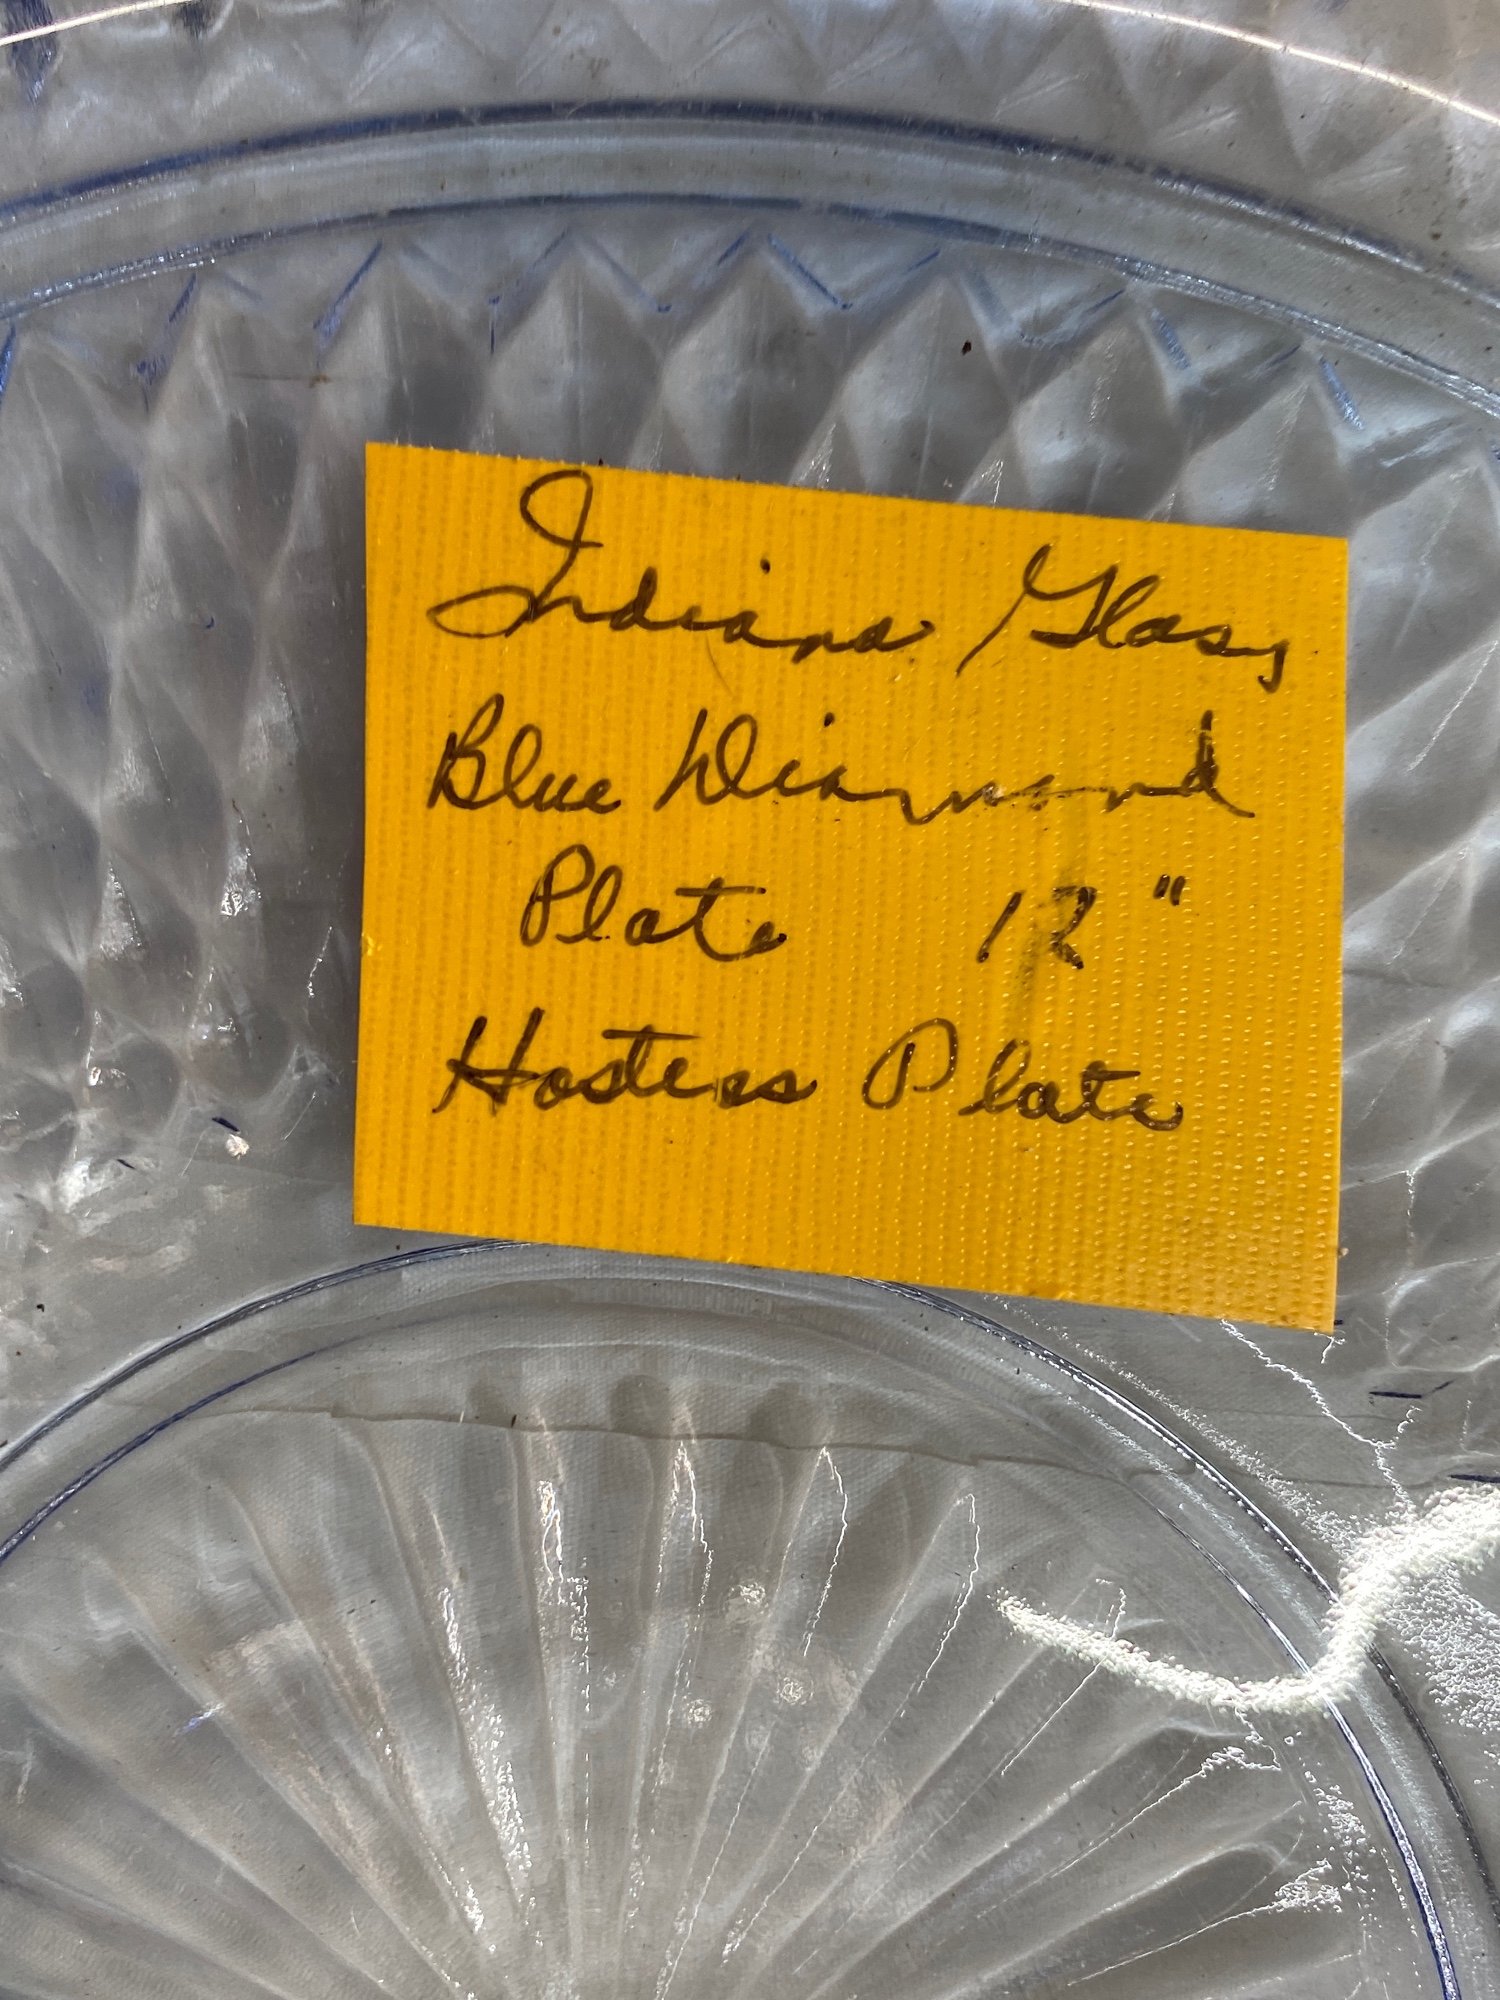 Indiana Glass
Blue Diamond
Plate 12"
Hostess Plate